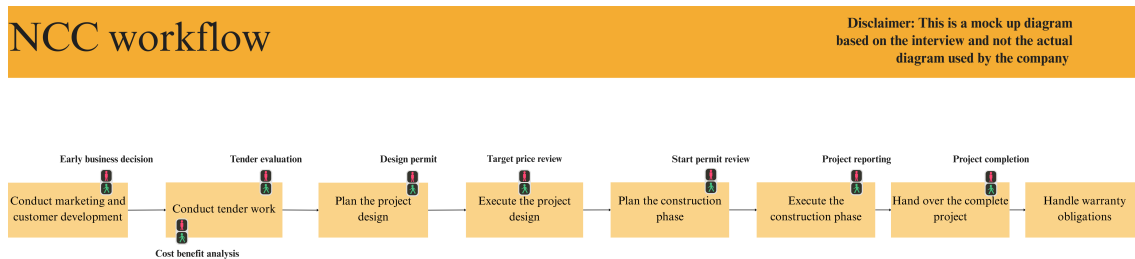 NCC workflow
Disclaimer: This is a mock up diagram
based on the interview and not the actual
diagram used by the company
Early business decision
Tender evaluation
Design permit
Target price review
Start permit review
Project reporting
Project completion
Conduct marketing and
customer development
Conduct tender work
Plan the project
design
Execute the project
design
Plan the construction
phase
Execute the
construction phase
Hand over the complete
project
Handle warranty
obligations
Cost benefit analysis